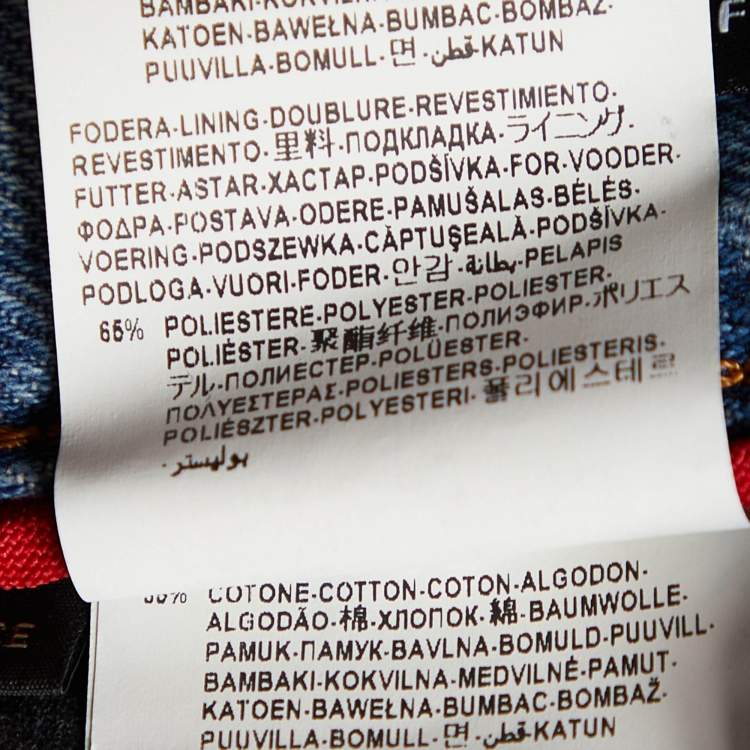 BAMBAKI·KOKVILNA
KATOEN·BAWEŁNA·BUMBAC·BOMBAŽ·
PUUVILLA·BOMULL·면·قطن·KATUN
FODERA·LINING·DOUBLURE·REVESTIMIENTO·
REVESTIMENTO·里料·ПОДКЛАДКА·ライニング·
FUTTER·ASTAR·ХАСТАР·PODŠÍVKA·FOR·VOODER·
ΦΟΔΡΑ·POSTAVA·ODERE·PAMUŠALAS·BÉLÉS·
VOERING·PODSZEWKA·CĂPTUŞEALĂ·PODŠÍVKA·
PODLOGA·VUORI·FODER·안감·بطانة·PELAPIS
65% POLIESTERE·POLYESTER·POLIESTER·
POLIÉSTER·聚酯纤维·ПОЛИЭФИР·ポリエス
テル·ПОЛИЕСТЕР·POLÜESTER·
ΠΟΛΥΕΣΤΕΡΑΣ·POLIESTERS·POLIESTERIS·
POLIÉSZTER·POLYESTERI·폴리에스테르
بوليستر·
% COTONE·COTTON·COTON·ALGODON·
ALGODÃO·棉·ХЛОПОК·綿·BAUMWOLLE·
PAMUK·ПАМУК·BAVLNA·BOMULD·PUUVILL·
BAMBAKI·KOKVILNA·MEDVILNÉ·PAMUT·
KATOEN·BAWEŁNA·BUMBAC·BOMBAŽ·
PUUVILLA·BOMULL·면·قطن·KATUN